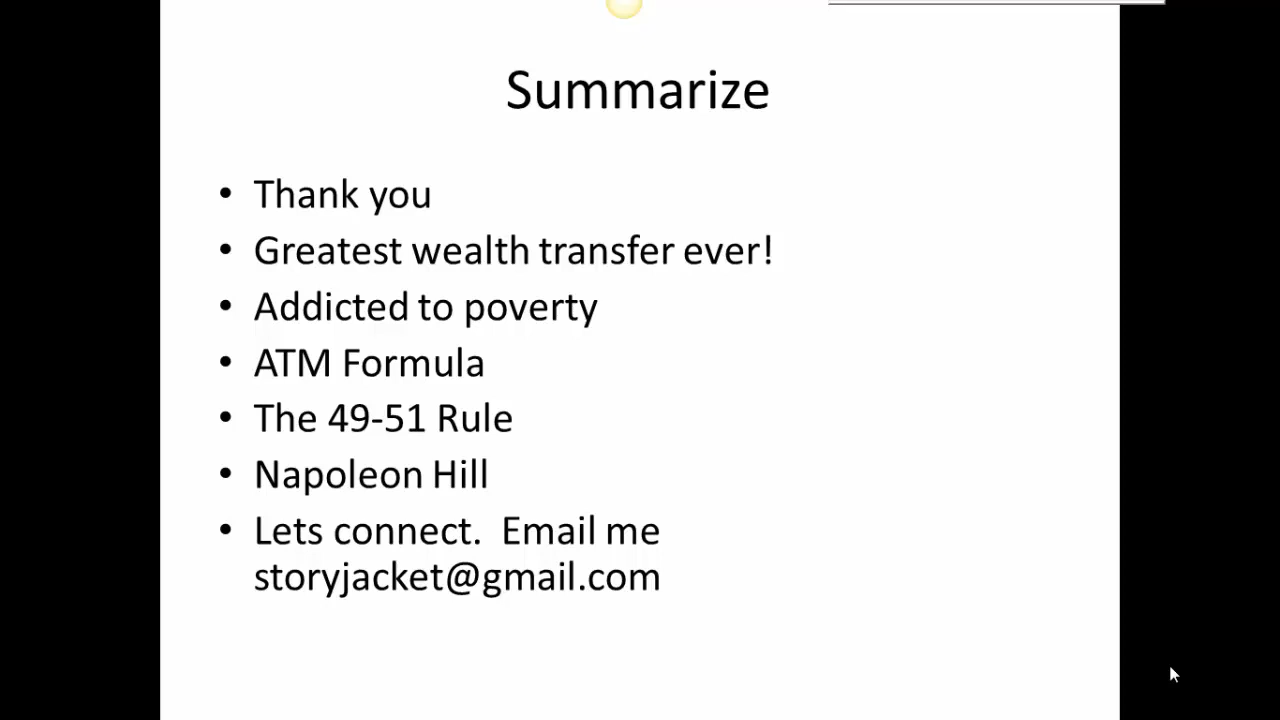 Summarize
• Thank you
• Greatest wealth transfer ever!
• Addicted to poverty
• ATM Formula
• The 49-51 Rule
• Napoleon Hill
• Lets connect.  Email me
storyjacket@gmail.com